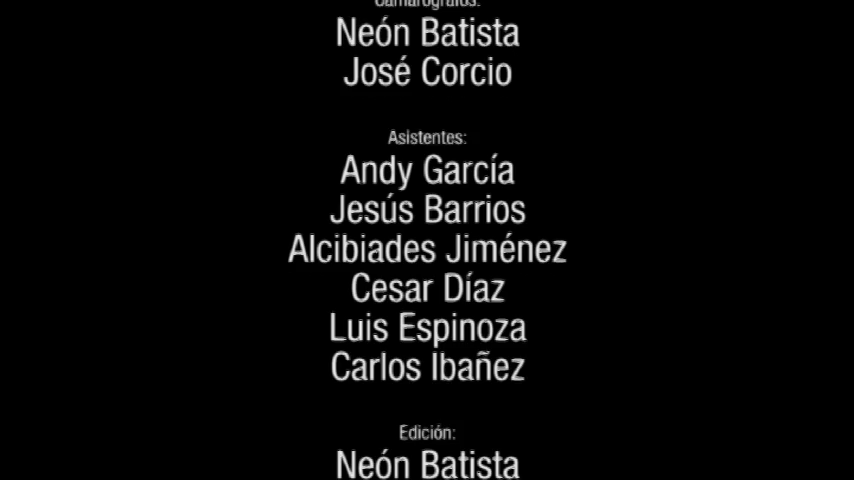 Camarógrafos:
Neón Batista
José Corcio
Asistentes:
Andy García
Jesús Barrios
Alcibiades Jiménez
Cesar Díaz
Luis Espinoza
Carlos Ibañez
Edición:
Neón Batista